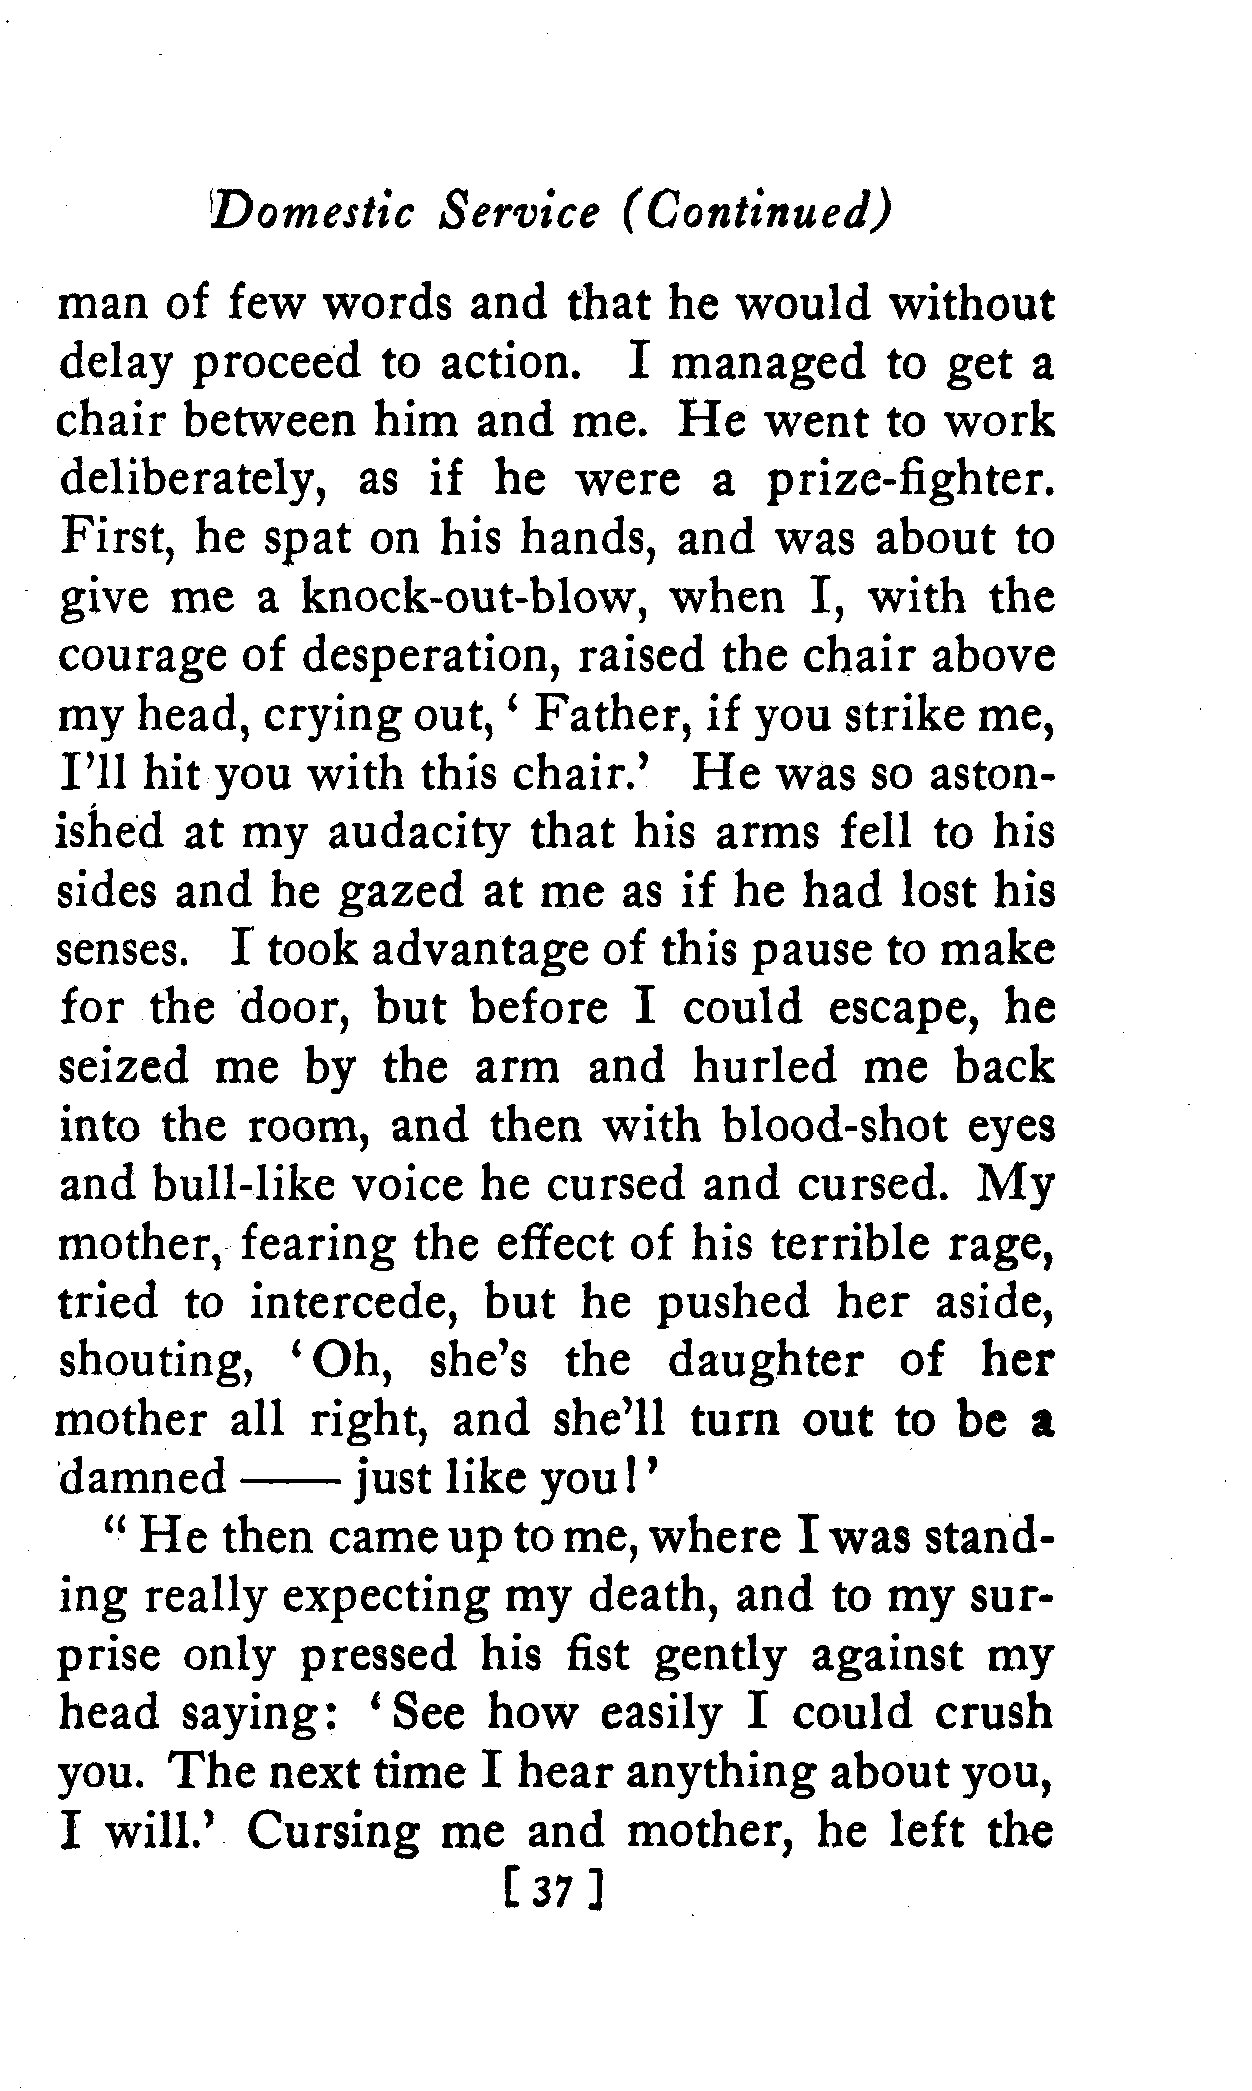 Domestic Service (Continued)
man of few words and that he would without
delay proceed to action. I managed to get a
chair between him and me. He went to work
deliberately, as if he were a prize-fighter.
First, he spat on his hands, and was about to
give me a knock-out-blow, when I, with the
courage of desperation, raised the chair above
my head, crying out, ‘ Father, if you strike me,
I’ll hit you with this chair.’ He was so aston-
ished at my audacity that his arms fell to his
sides and he gazed at me as if he had lost his
senses. I took advantage of this pause to make
for the door, but before I could escape, he
seized me by the arm and hurled me back
into the room, and then with blood-shot eyes
and bull-like voice he cursed and cursed. My
mother, fearing the effect of his terrible rage,
tried to intercede, but he pushed her aside,
shouting, ‘ Oh, she’s the daughter of her
mother all right, and she’ll turn out to be a
damned —— just like you! ’
“ He then came up to me, where I was stand-
ing really expecting my death, and to my sur-
prise only pressed his fist gently against my
head saying: ‘ See how easily I could crush
you. The next time I hear anything about you,
I will.’ Cursing me and mother, he left the
[ 37 ]